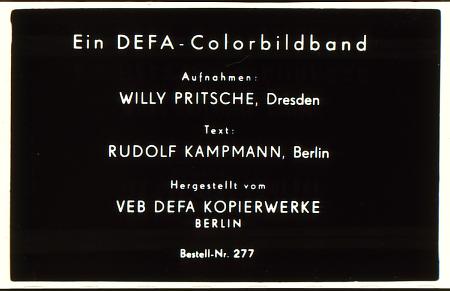 Ein DEFA-Colorbildband
Aufnahmen:
WILLY PRITSCHE, Dresden
Text:
RUDOLF KAMPMANN, Berlin
Hergestellt vom
VEB DEFA KOPIERWERKE
BERLIN
Bestell-Nr. 277